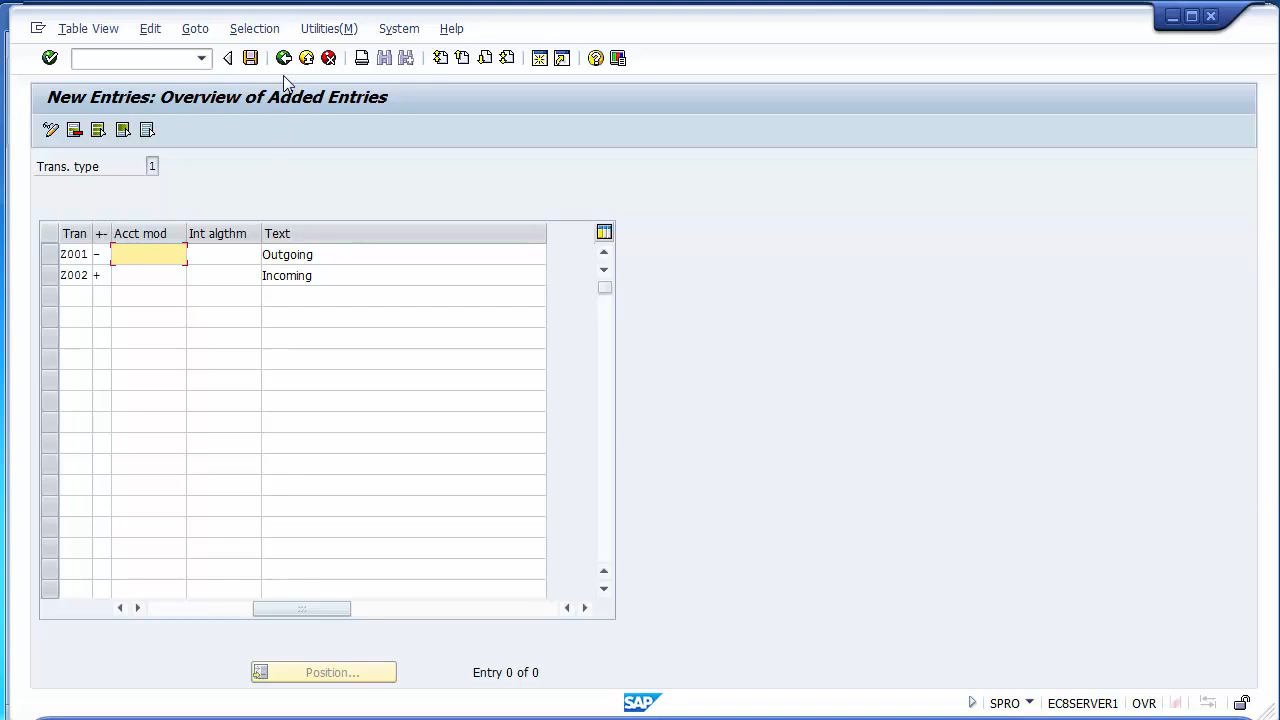 Table View Edit Goto Selection Utilities(M) System Help
New Entries: Overview of Added Entries
Trans. type 1
Tran +- Acct mod Int algthm Text
Z001 - Outgoing
Z002 + Incoming
Position... Entry 0 of 0
SAP SPRO EC8SERVER1 OVR